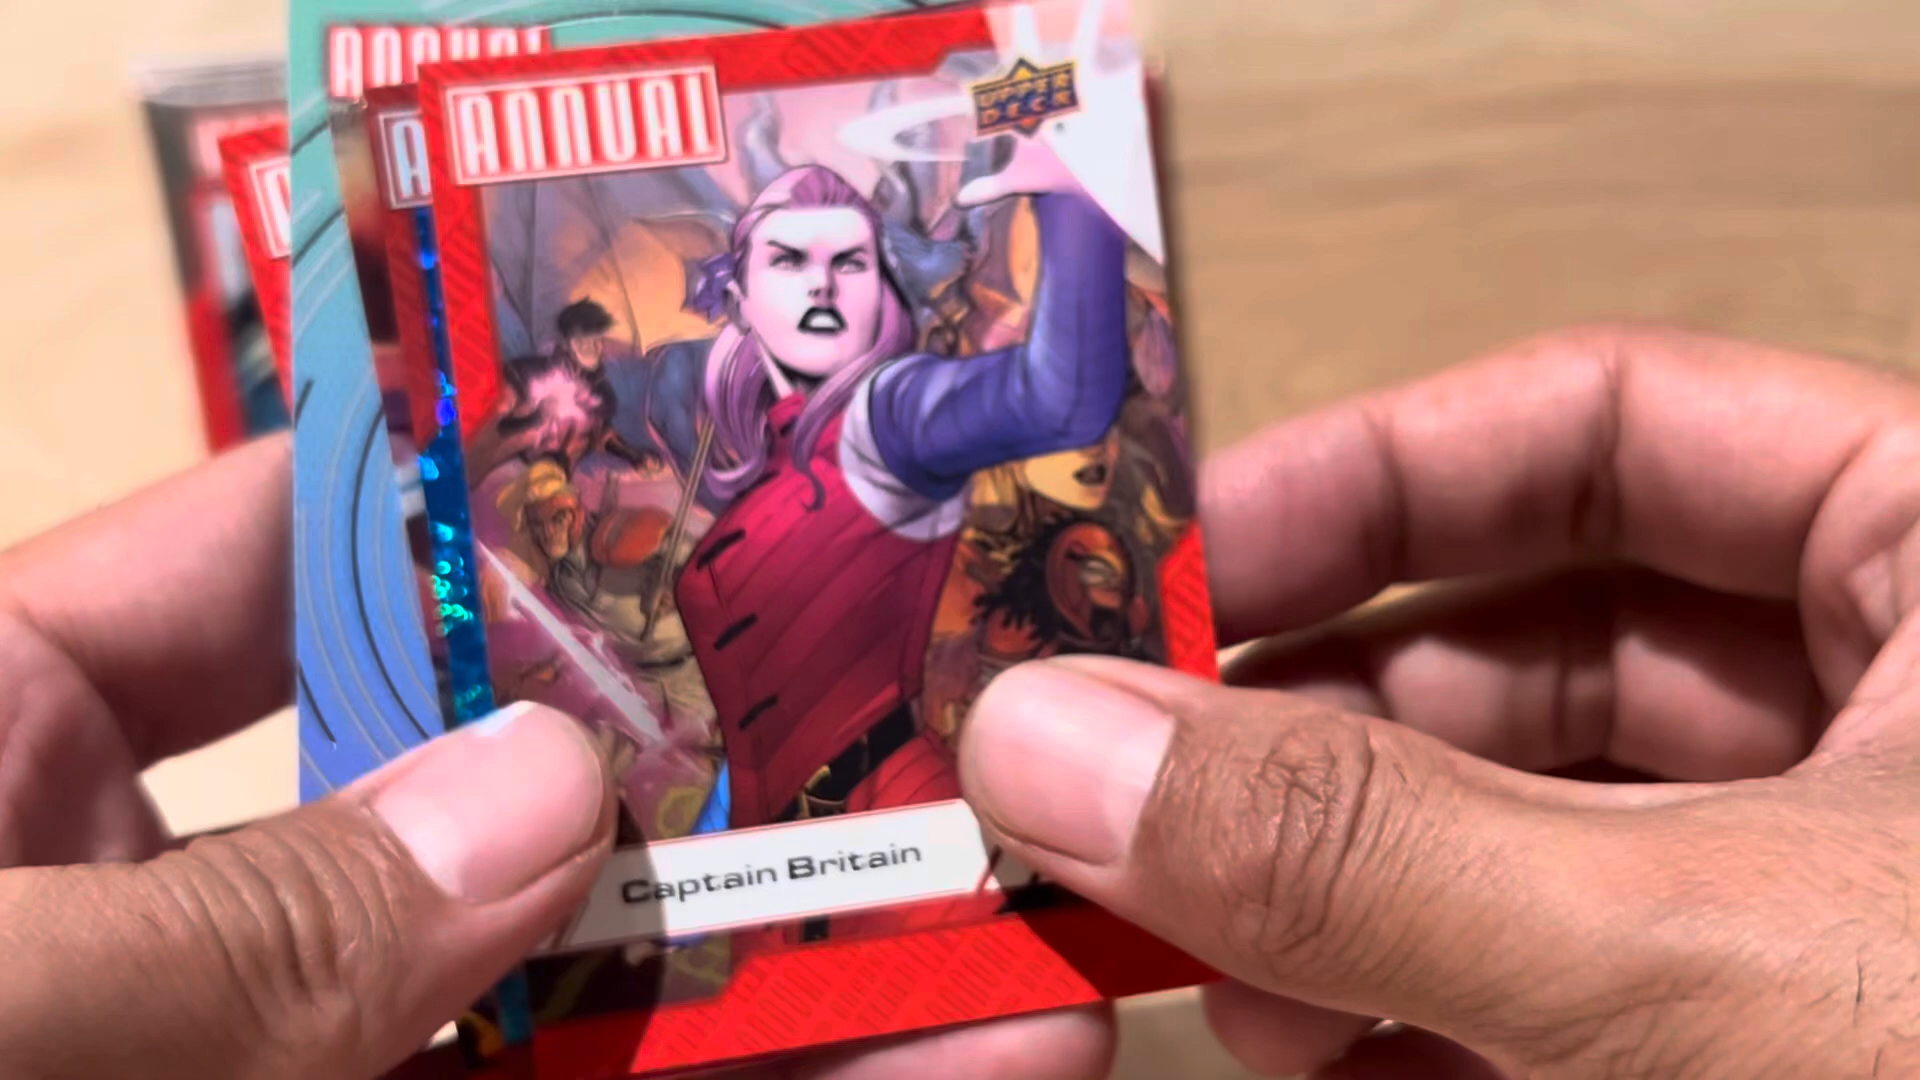 ANNUAL
ANNUAL
UPPER
DECK
A
Captain Britain